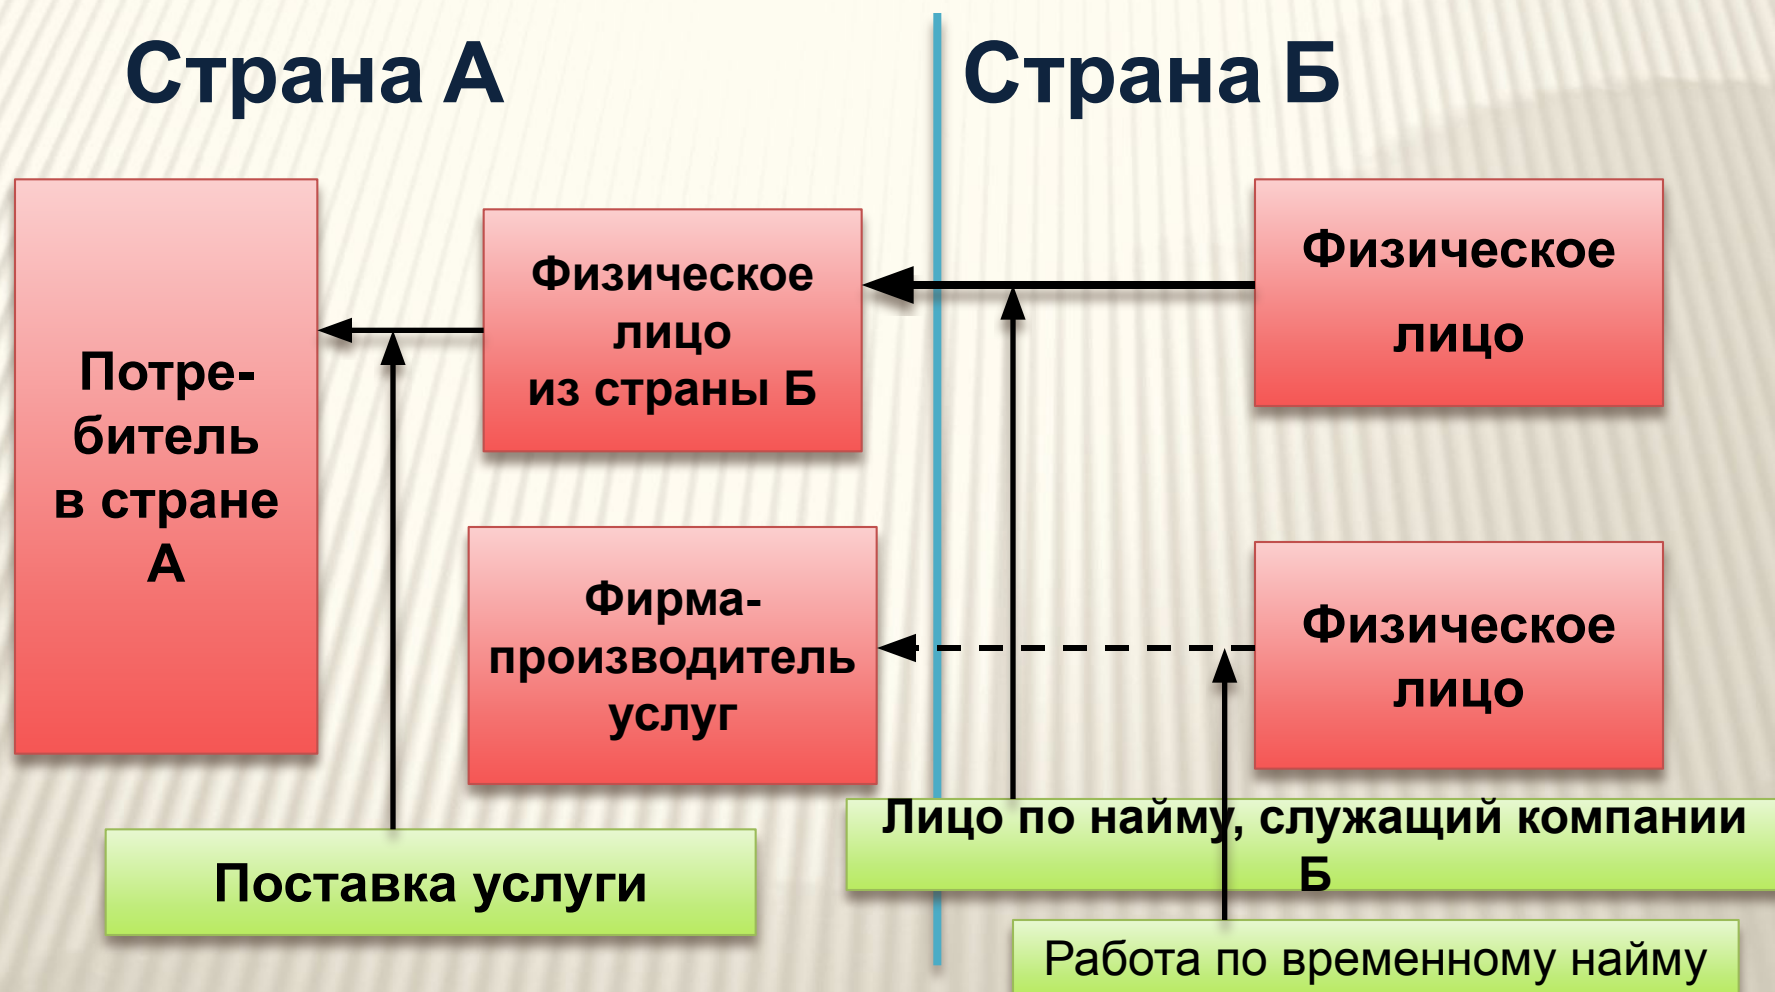 Страна А
Страна Б
Потре-
битель
в стране
А
Физическое
лицо
из страны Б
Физическое
лицо
Фирма-
производитель
услуг
Физическое
лицо
Лицо по найму, служащий компании
Б
Поставка услуги
Работа по временному найму